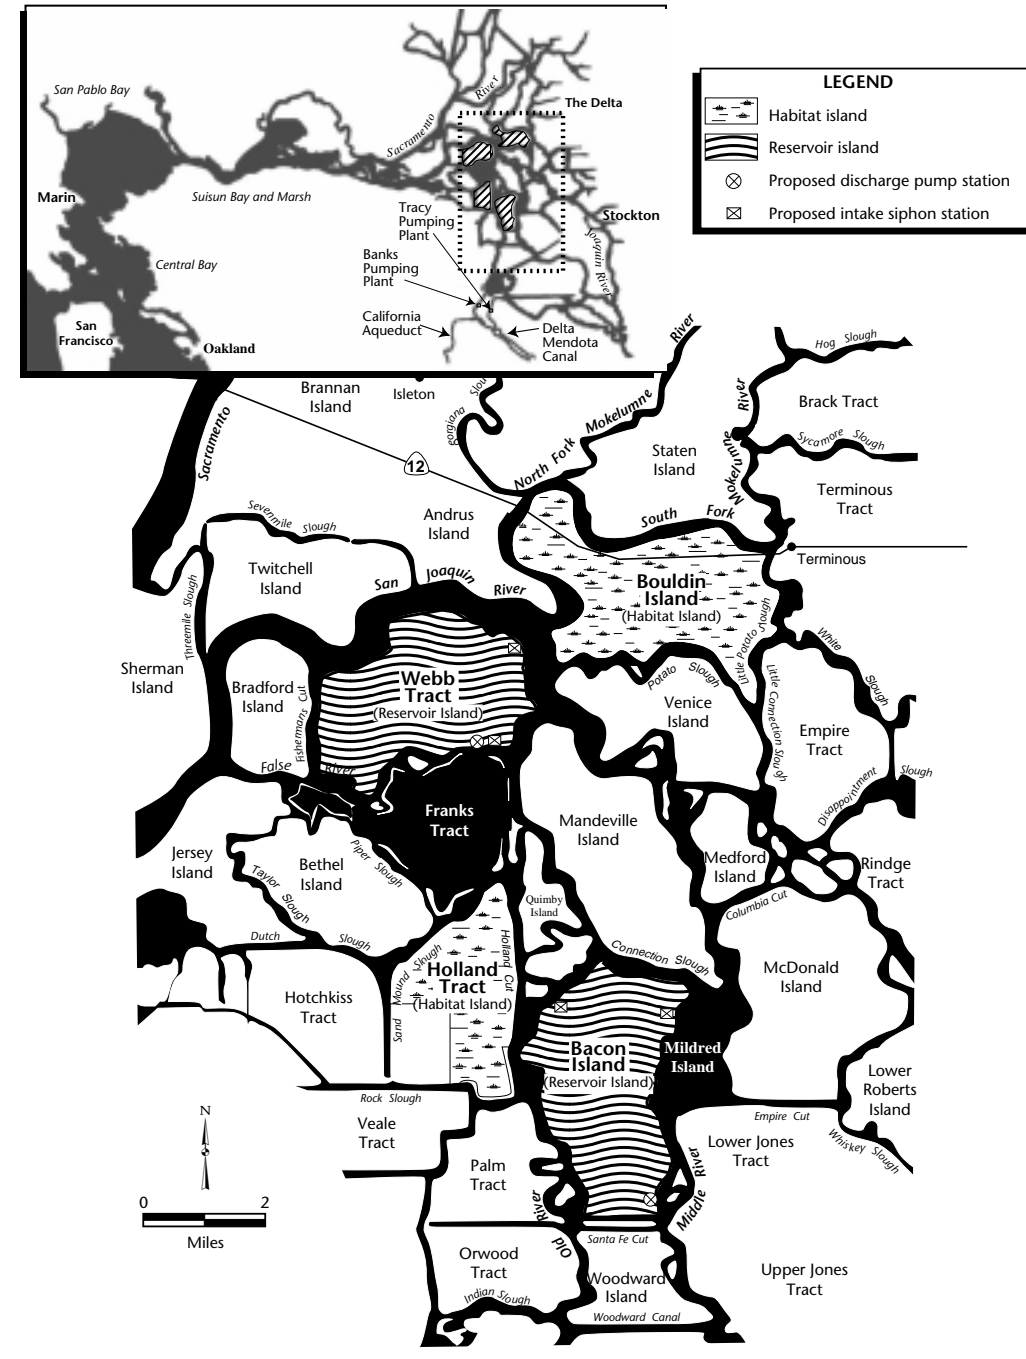 San Pablo Bay
River
The Delta
Sacramento
Marin
Suisun Bay and Marsh
Stockton
Tracy
Pumping
Plant
Joaquin River
Banks
Pumping
Plant
Central Bay
California
Aqueduct
San
Francisco
Oakland
Delta
Mendota
Canal
LEGEND
Habitat island
Reservoir island
Proposed discharge pump station
Proposed intake siphon station
River
Hog Slough
Brannan
Island
Isleton
Slou
eorgiana
Sacramento
North Fork Mokelumne
Mokelumne River
Brack Tract
Sycamore Slough
Staten
Island
12
Terminous
Tract
Sevenmile Slough
Andrus
Island
South Fork
Terminous
Twitchell
Island
San Joaquin River
Bouldin
Island
(Habitat Island)
Threemile Slough
Little Potato Slough
White Slough
Sherman
Island
Bradford
Island
Fishermans Cut
Webb
Tract
(Reservoir Island)
Potato Slough
Venice
Island
Little Connection Slough
Empire
Tract
False River
Disappointment Slough
Franks
Tract
Mandeville
Island
Jersey
Island
Bethel
Island
Piper Slough
Taylor Slough
Medford
Island
Rindge
Tract
Quimby
Island
Columbia Cut
Dutch Slough
Holland Cut
Connection Slough
Sand Mound Slough
Holland
Tract
(Habitat Island)
McDonald
Island
Hotchkiss
Tract
Bacon
Island
(Reservoir Island)
Mildred
Island
Lower
Roberts
Island
Rock Slough
Empire Cut
Whiskey Slough
N
Veale
Tract
Lower Jones
Tract
Palm
Tract
Old River
Middle River
0 2
Miles
Santa Fe Cut
Orwood
Tract
Woodward
Island
Upper Jones
Tract
Indian Slough
Woodward Canal